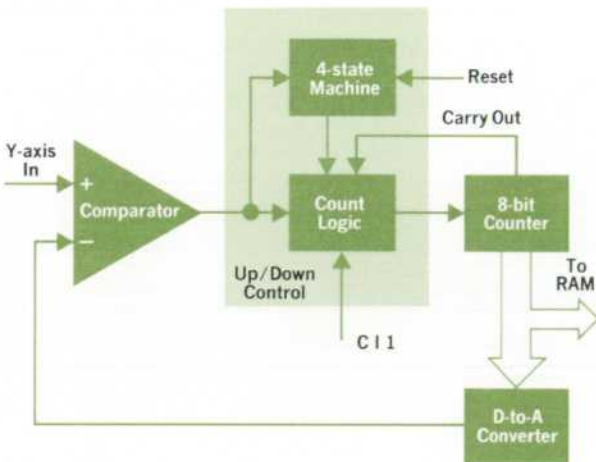 4-state
Machine
Reset
Carry Out
Y-axis
In
+
Comparator
−
Count
Logic
8-bit
Counter
Up/Down
Control
To
RAM
C I 1
D-to-A
Converter